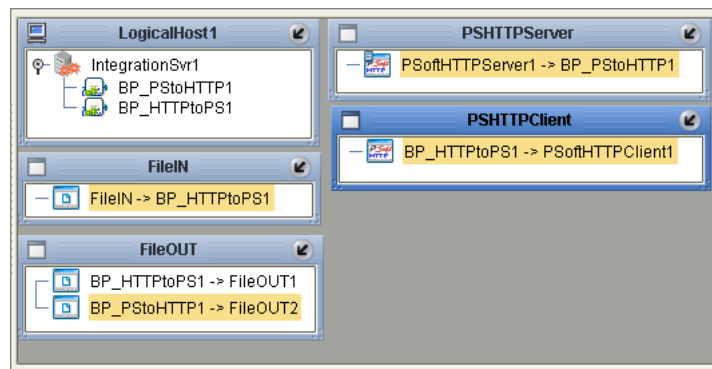 LogicalHost1
IntegrationSvr1
BP_PStoHTTP1
BP_HTTPtoPS1
FileIN
FileIN -> BP_HTTPtoPS1
FileOUT
BP_HTTPtoPS1 -> FileOUT1
BP_PStoHTTP1 -> FileOUT2
PSHTTPServer
PSoftHTTPServer1 -> BP_PStoHTTP1
PSHTTPClient
BP_HTTPtoPS1 -> PSoftHTTPClient1